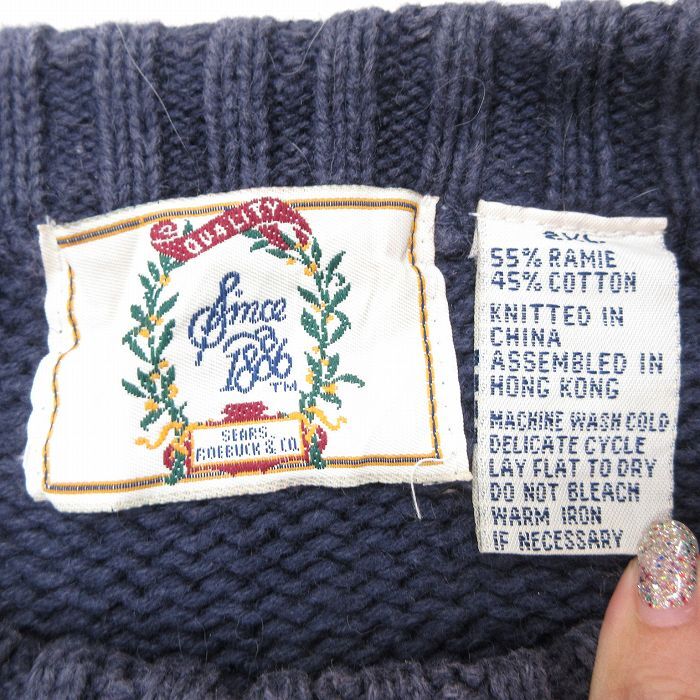 QUALITY
Since
1886
TM
SEARS,
ROEBUCK & CO.
55% RAMIE
45% COTTON
KNITTED IN
CHINA
ASSEMBLED IN
HONG KONG
MACHINE WASH COLD
DELICATE CYCLE
LAY FLAT TO DRY
DO NOT BLEACH
WARM IRON
IF NECESSARY